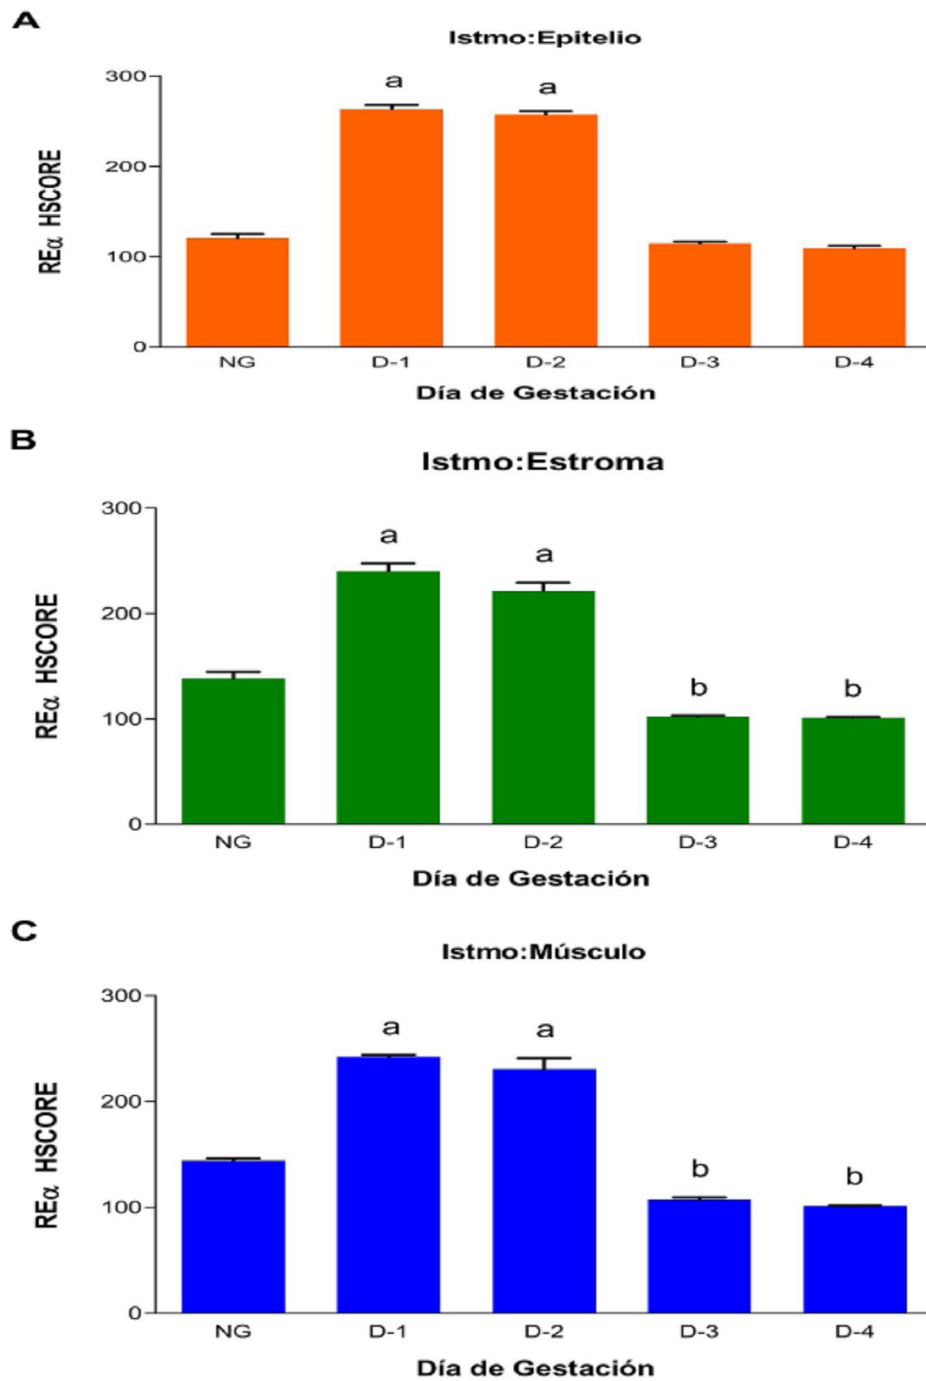 A
Istmo:Epitelio
300
200
100
0
REα HSCORE
a
a
NG
D-1
D-2
D-3
D-4
Día de Gestación
B
Istmo:Estroma
300
200
100
0
REα HSCORE
a
a
b
b
NG
D-1
D-2
D-3
D-4
Día de Gestación
C
Istmo:Músculo
300
200
100
0
REα HSCORE
a
a
b
b
NG
D-1
D-2
D-3
D-4
Día de Gestación